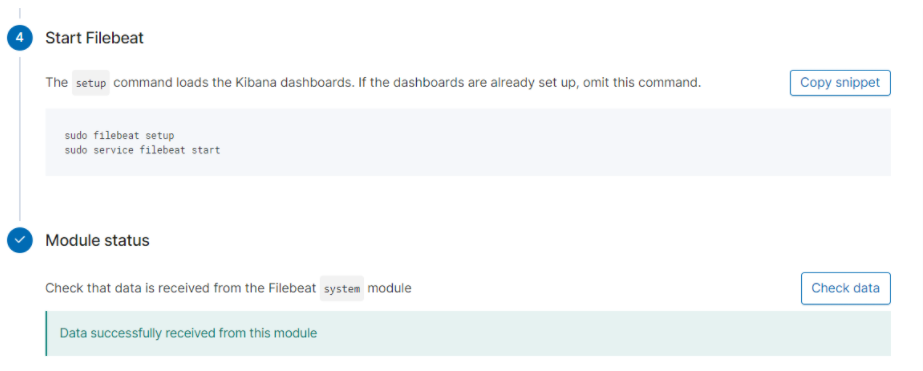 4 Start Filebeat
The setup command loads the Kibana dashboards. If the dashboards are already set up, omit this command.
Copy snippet
sudo filebeat setup
sudo service filebeat start
Module status
Check that data is received from the Filebeat system module
Check data
Data successfully received from this module